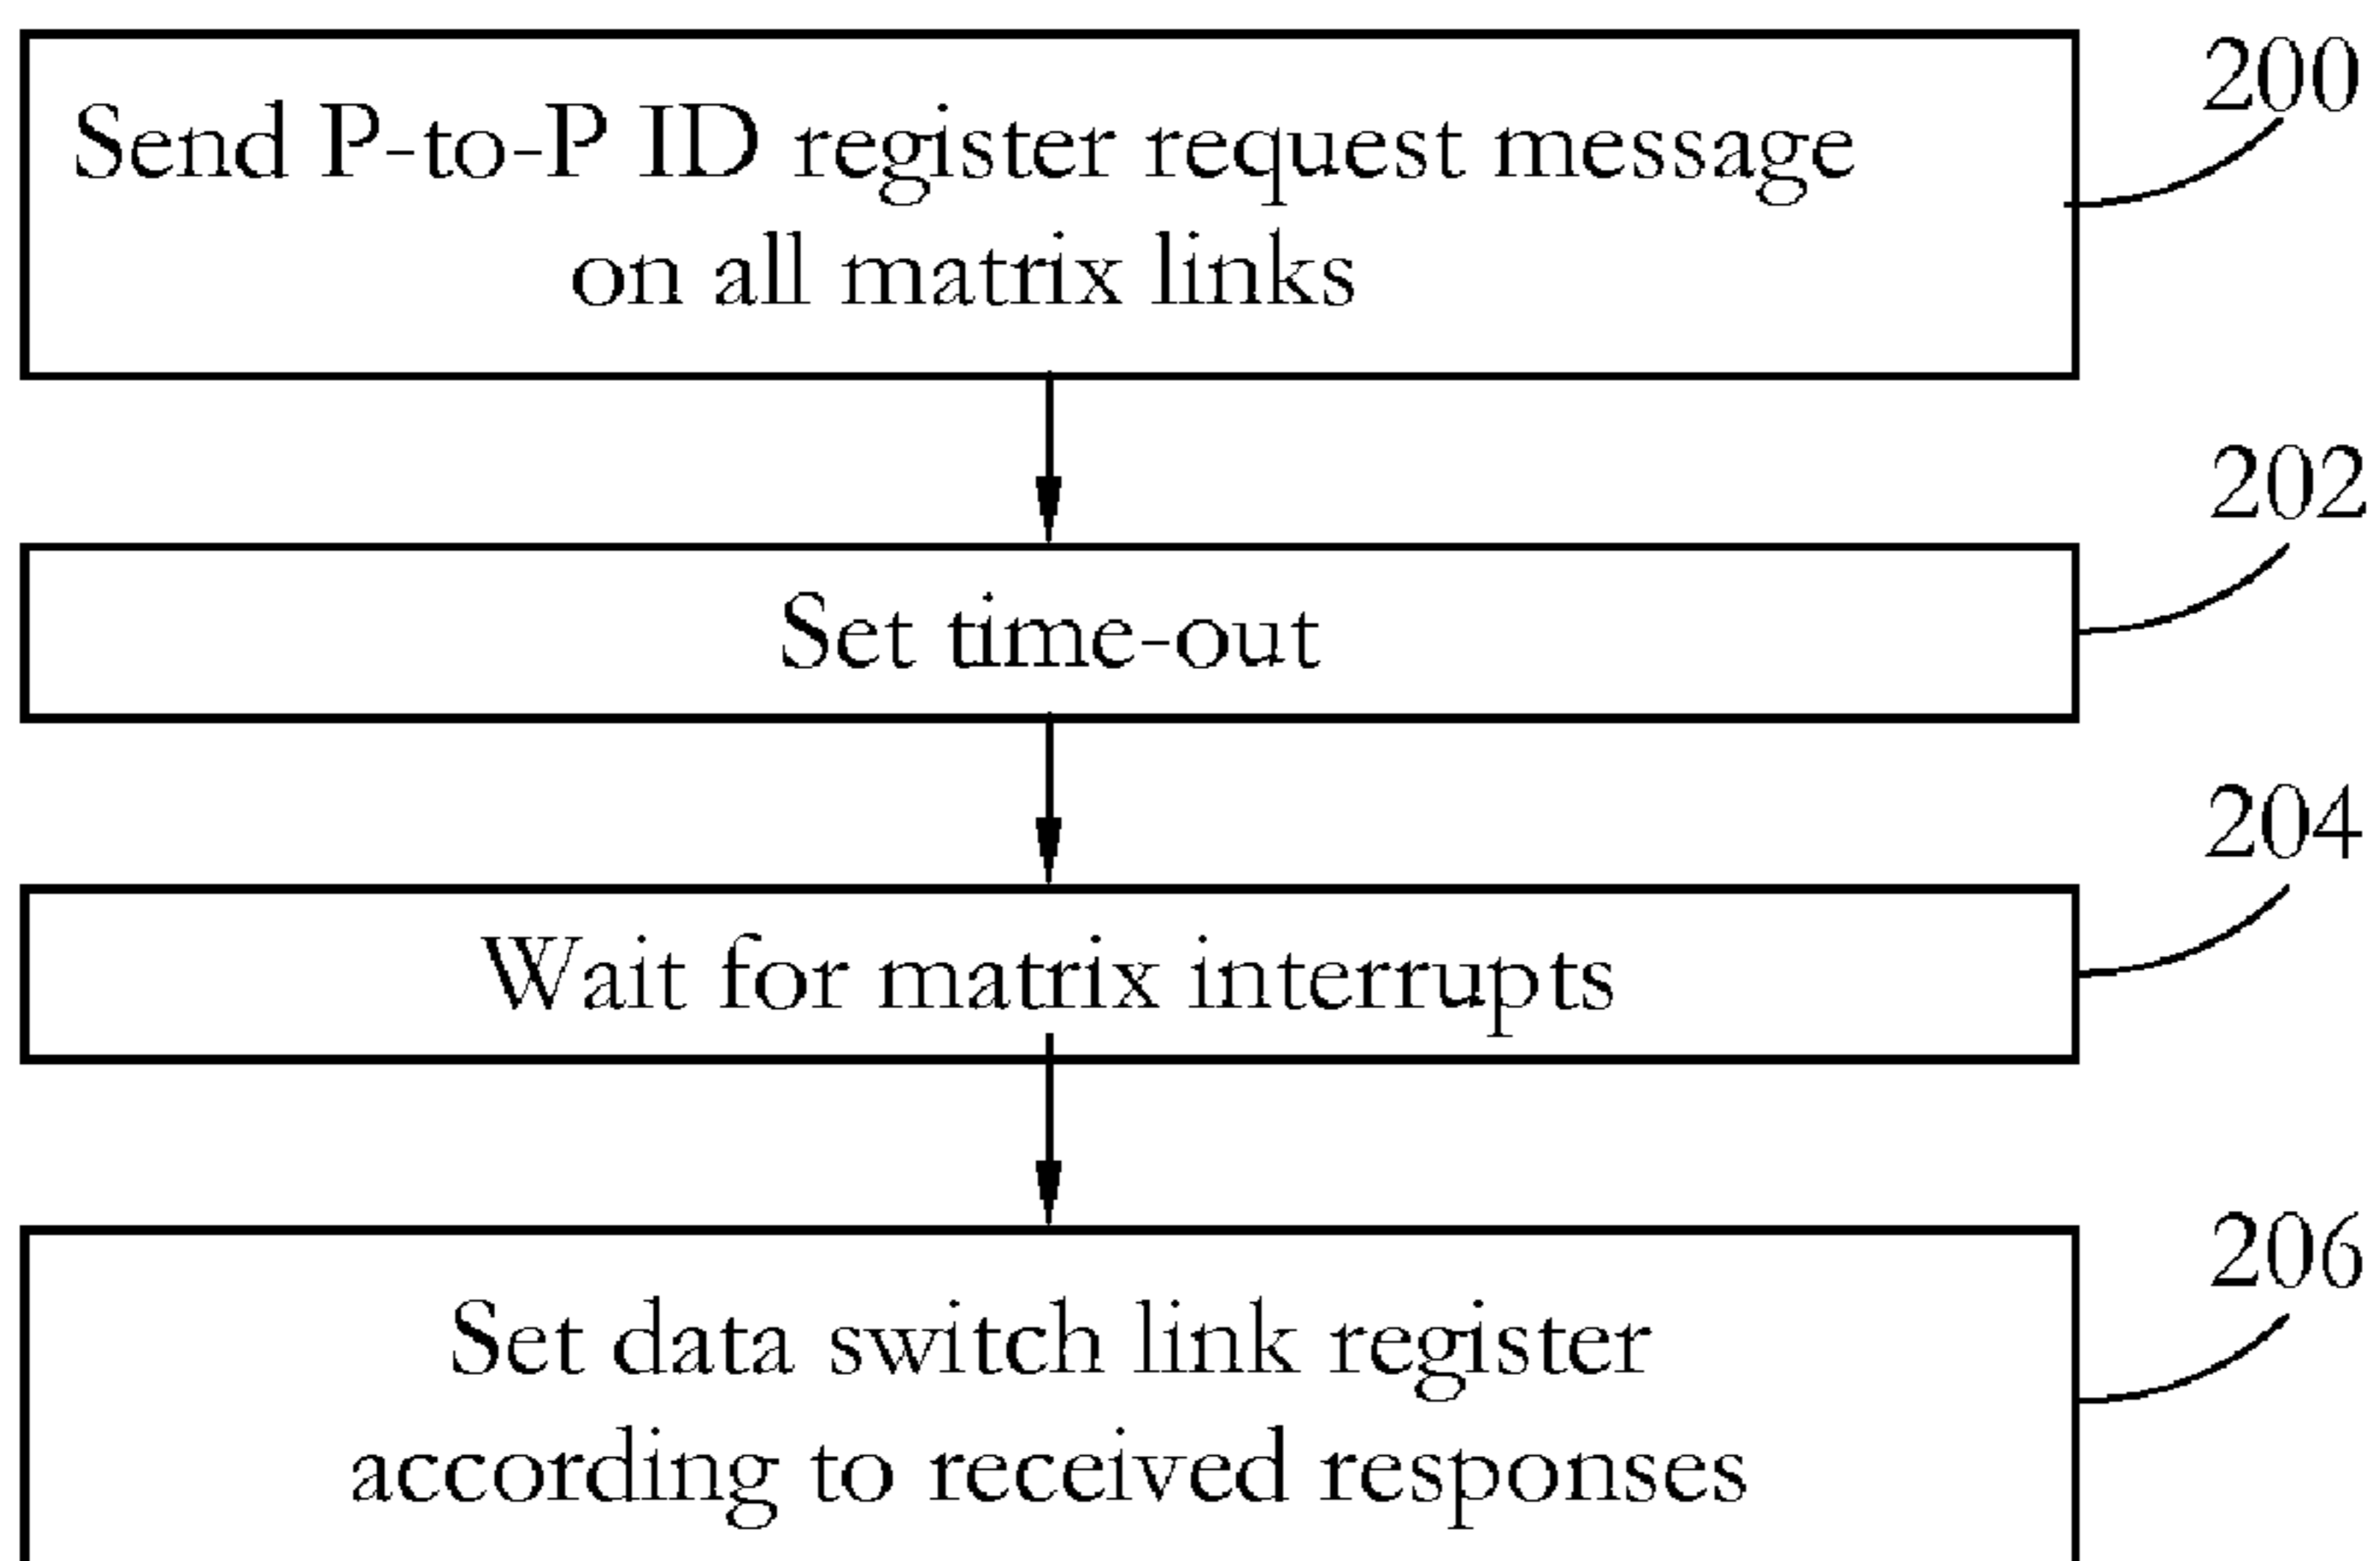 200
Send P-to-P ID register request message
on all matrix links
202
Set time-out
204
Wait for matrix interrupts
206
Set data switch link register
according to received responses